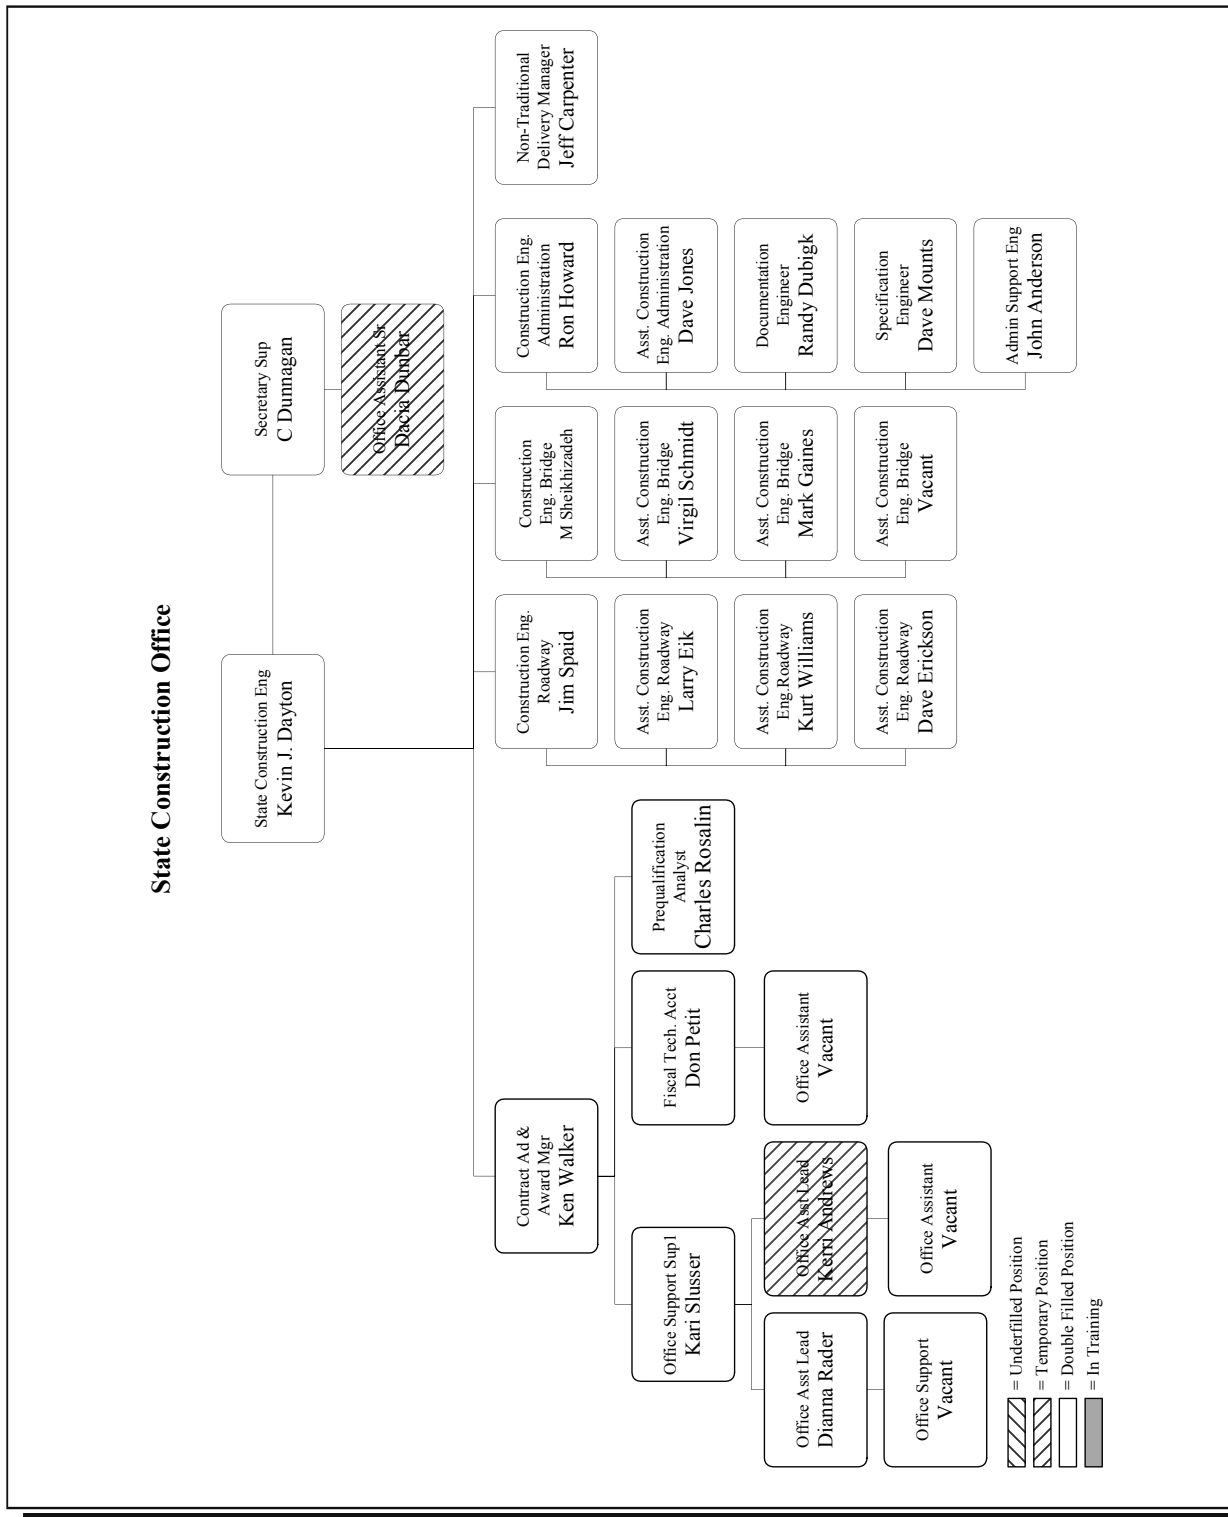 State Construction Office
State Construction Eng
Kevin J. Dayton
Secretary Sup
C Dunnagan
Office Assistant Sr
Dacia Dunbar
Contract Ad &
Award Mgr
Ken Walker
Construction Eng.
Roadway
Jim Spaid
Construction
Eng. Bridge
M Sheikhizadeh
Construction Eng.
Administration
Ron Howard
Non-Traditional
Delivery Manager
Jeff Carpenter
Office Support Sup1
Kari Slusser
Fiscal Tech. Acct
Don Petit
Prequalification
Analyst
Charles Rosalin
Asst. Construction
Eng. Roadway
Larry Eik
Asst. Construction
Eng. Bridge
Virgil Schmidt
Asst. Construction
Eng. Administration
Dave Jones
Office Asst Lead
Dianna Rader
Office Asst Lead
Kerri Andrews
Office Assistant
Vacant
Asst. Construction
Eng.Roadway
Kurt Williams
Asst. Construction
Eng. Bridge
Mark Gaines
Documentation
Engineer
Randy Dubigk
Office Support
Vacant
Office Assistant
Vacant
Asst. Construction
Eng. Roadway
Dave Erickson
Asst. Construction
Eng. Bridge
Vacant
Specification
Engineer
Dave Mounts
Admin Support Eng
John Anderson
= Underfilled Position
= Temporary Position
= Double Filled Position
= In Training